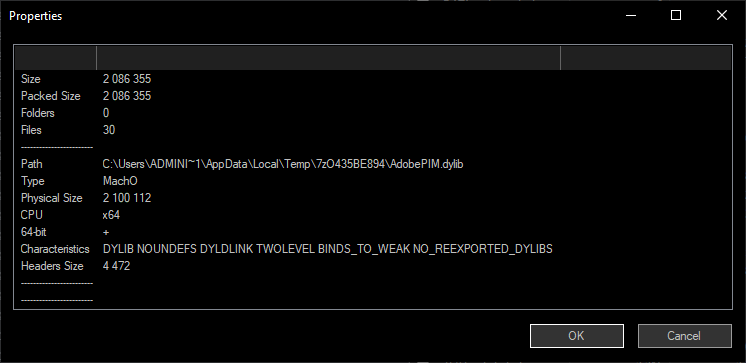 Properties
Size 2 086 355
Packed Size 2 086 355
Folders 0
Files 30
------------------------
Path C:\Users\ADMINI~1\AppData\Local\Temp\7zO435BE894\AdobePIM.dylib
Type MachO
Physical Size 2 100 112
CPU x64
64-bit +
Characteristics DYLIB NOUNDEFS DYLDLINK TWOLEVEL BINDS_TO_WEAK NO_REEXPORTED_DYLIBS
Headers Size 4 472
------------------------
------------------------
OK Cancel